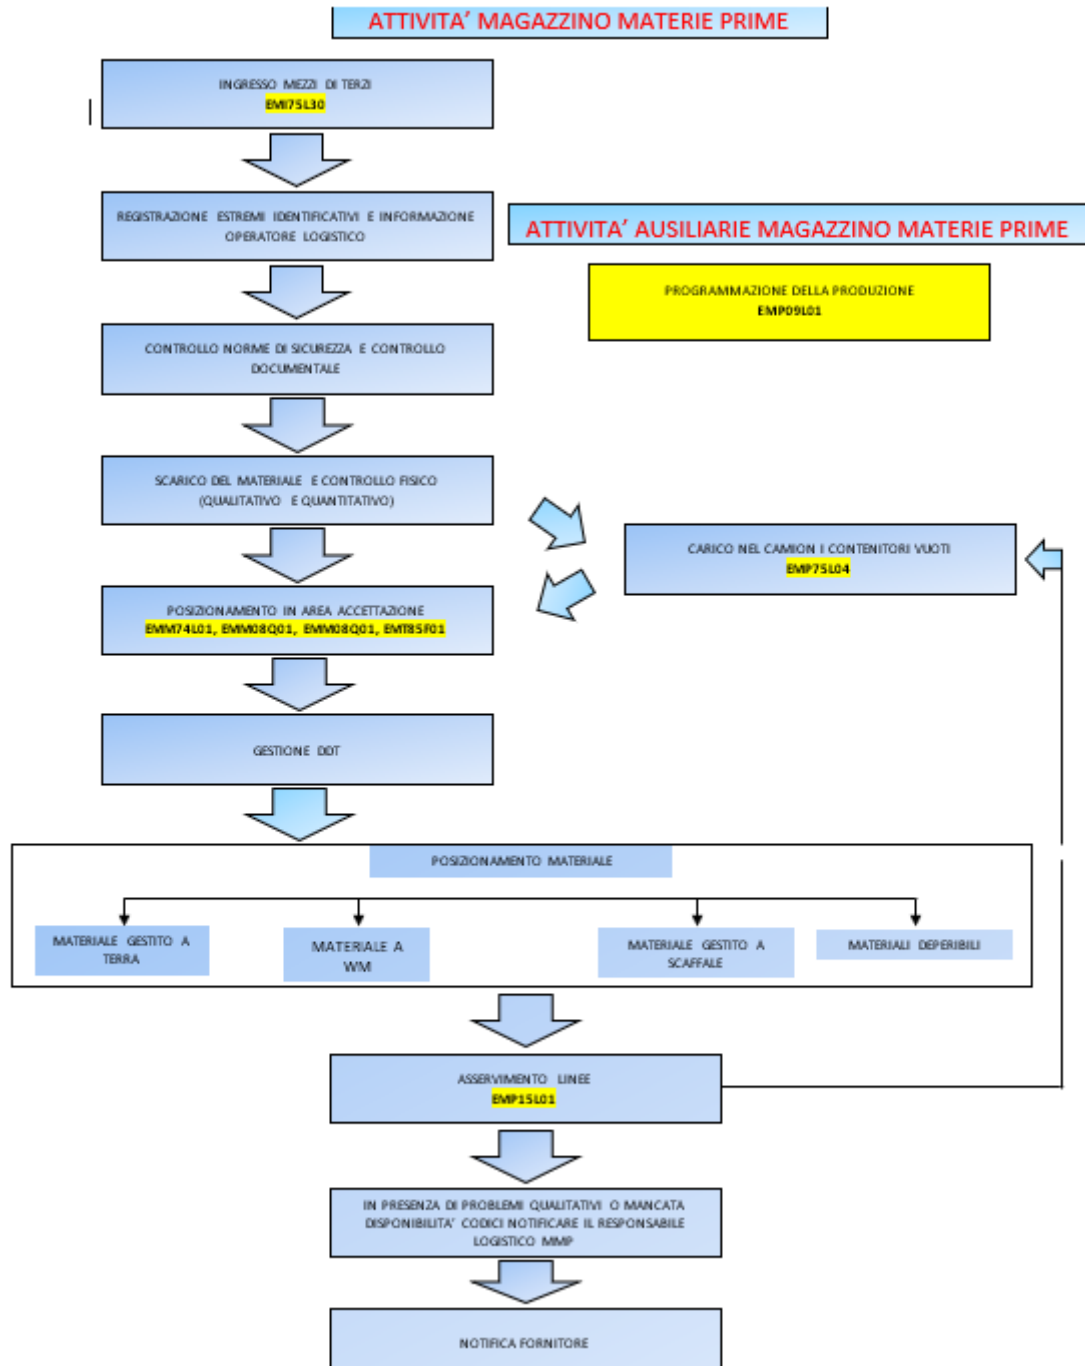 ATTIVITA’ MAGAZZINO MATERIE PRIME
INGRESSO MEZZI DI TERZI
EMI75L30
REGISTRAZIONE ESTREMI IDENTIFICATIVI E INFORMAZIONE
OPERATORE LOGISTICO
ATTIVITA’ AUSILIARIE MAGAZZINO MATERIE PRIME
PROGRAMMAZIONE DELLA PRODUZIONE
EMP09L01
CONTROLLO NORME DI SICUREZZA E CONTROLLO
DOCUMENTALE
SCARICO DEL MATERIALE E CONTROLLO FISICO
(QUALITATIVO E QUANTITATIVO)
CARICO NEL CAMION I CONTENITORI VUOTI
EMP75L04
POSIZIONAMENTO IN AREA ACCETTAZIONE
EMM74L01, EMM08Q01, EMM08Q01, EMT85F01
GESTIONE DDT
POSIZIONAMENTO MATERIALE
MATERIALE GESTITO A
TERRA
MATERIALE A
WM
MATERIALE GESTITO A
SCAFFALE
MATERIALI DEPERIBILI
ASSERVIMENTO LINEE
EMP15L01
IN PRESENZA DI PROBLEMI QUALITATIVI O MANCATA
DISPONIBILITA’ CODICI NOTIFICARE IL RESPONSABILE
LOGISTICO MMP
NOTIFICA FORNITORE